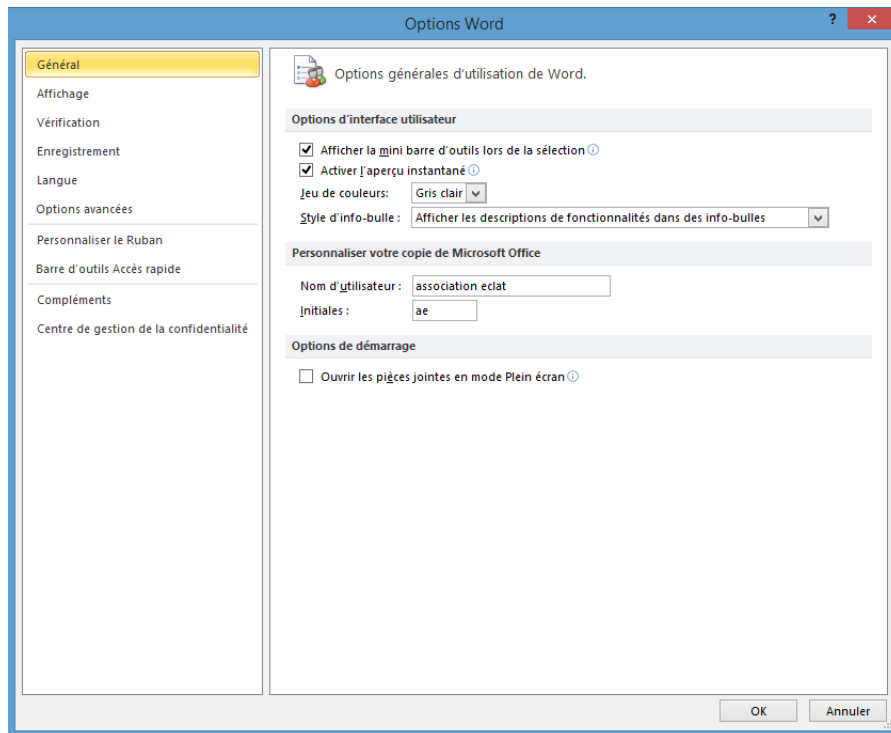 Options Word
?
×
Général
Affichage
Vérification
Enregistrement
Langue
Options avancées
Personnaliser le Ruban
Barre d'outils Accès rapide
Compléments
Centre de gestion de la confidentialité
Options générales d'utilisation de Word.
Options d'interface utilisateur
Afficher la mini barre d'outils lors de la sélection
Activer l'aperçu instantané
Jeu de couleurs: Gris clair
Style d'info-bulle : Afficher les descriptions de fonctionnalités dans des info-bulles
Personnaliser votre copie de Microsoft Office
Nom d'utilisateur : association eclat
Initiales : ae
Options de démarrage
Ouvrir les pièces jointes en mode Plein écran
OK Annuler